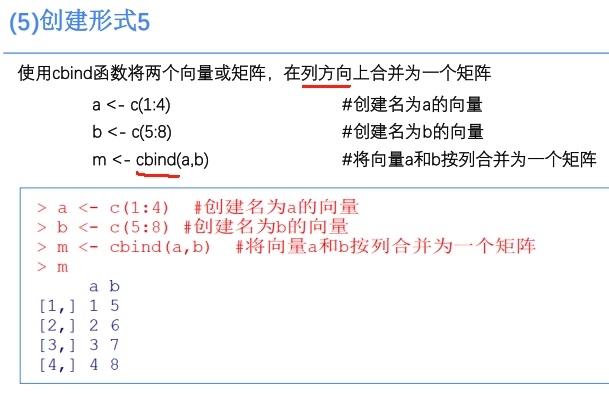 (5)创建形式5
使用cbind函数将两个向量或矩阵，在列方向上合并为一个矩阵
a <- c(1:4) #创建名为a的向量
b <- c(5:8) #创建名为b的向量
m <- cbind(a,b) #将向量a和b按列合并为一个矩阵
> a <- c(1:4)  #创建名为a的向量
> b <- c(5:8) #创建名为b的向量
> m <- cbind(a,b)  #将向量a和b按列合并为一个矩阵
> m
     a b
[1,] 1 5
[2,] 2 6
[3,] 3 7
[4,] 4 8